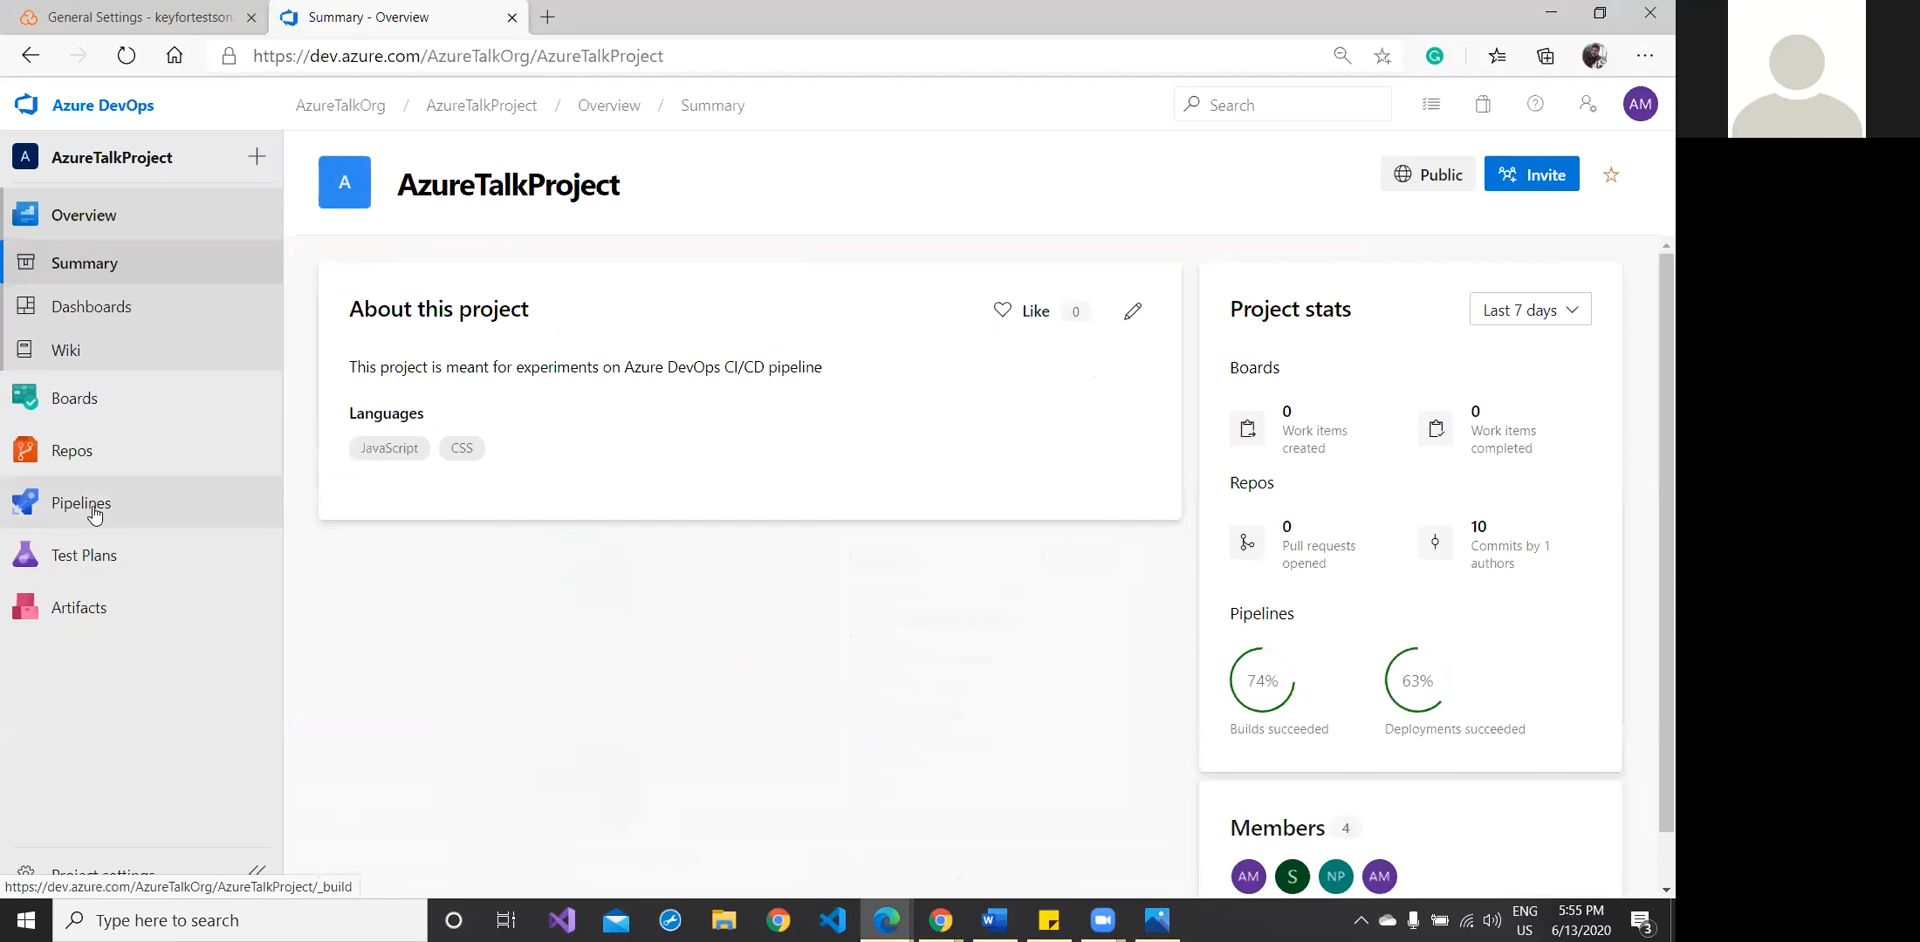 General Settings - keyfortestson
Summary - Overview
https://dev.azure.com/AzureTalkOrg/AzureTalkProject
Azure DevOps
AzureTalkOrg / AzureTalkProject / Overview / Summary
Search
AM
A AzureTalkProject
Overview
Summary
Dashboards
Wiki
Boards
Repos
Pipelines
Test Plans
Artifacts
Project settings
https://dev.azure.com/AzureTalkOrg/AzureTalkProject/_build
A AzureTalkProject
Public
Invite
About this project
Like 0
This project is meant for experiments on Azure DevOps CI/CD pipeline
Languages
JavaScript CSS
Project stats
Last 7 days
Boards
0
Work items
created
0
Work items
completed
Repos
0
Pull requests
opened
10
Commits by 1
authors
Pipelines
74%
Builds succeeded
63%
Deployments succeeded
Members 4
AM S NP AM
Type here to search
ENG
US
5:55 PM
6/13/2020
3